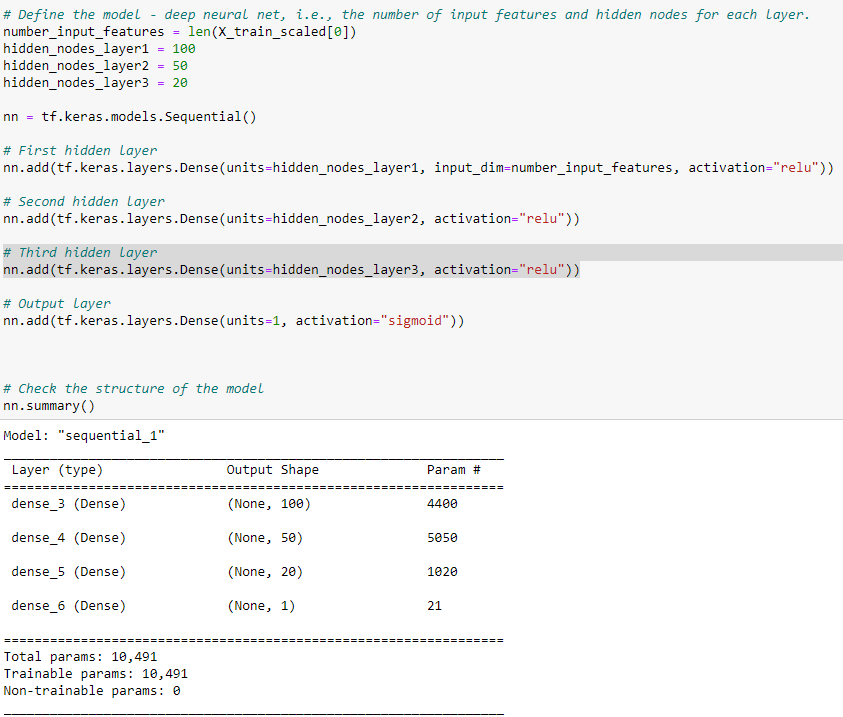 # Define the model - deep neural net, i.e., the number of input features and hidden nodes for each layer.
number_input_features = len(X_train_scaled[0])
hidden_nodes_layer1 = 100
hidden_nodes_layer2 = 50
hidden_nodes_layer3 = 20
nn = tf.keras.models.Sequential()
# First hidden layer
nn.add(tf.keras.layers.Dense(units=hidden_nodes_layer1, input_dim=number_input_features, activation="relu"))
# Second hidden layer
nn.add(tf.keras.layers.Dense(units=hidden_nodes_layer2, activation="relu"))
# Third hidden layer
nn.add(tf.keras.layers.Dense(units=hidden_nodes_layer3, activation="relu"))
# Output layer
nn.add(tf.keras.layers.Dense(units=1, activation="sigmoid"))
# Check the structure of the model
nn.summary()
Model: "sequential_1"
_________________________________________________________________
Layer (type) Output Shape Param #
=================================================================
dense_3 (Dense) (None, 100) 4400
dense_4 (Dense) (None, 50) 5050
dense_5 (Dense) (None, 20) 1020
dense_6 (Dense) (None, 1) 21
=================================================================
Total params: 10,491
Trainable params: 10,491
Non-trainable params: 0
_________________________________________________________________